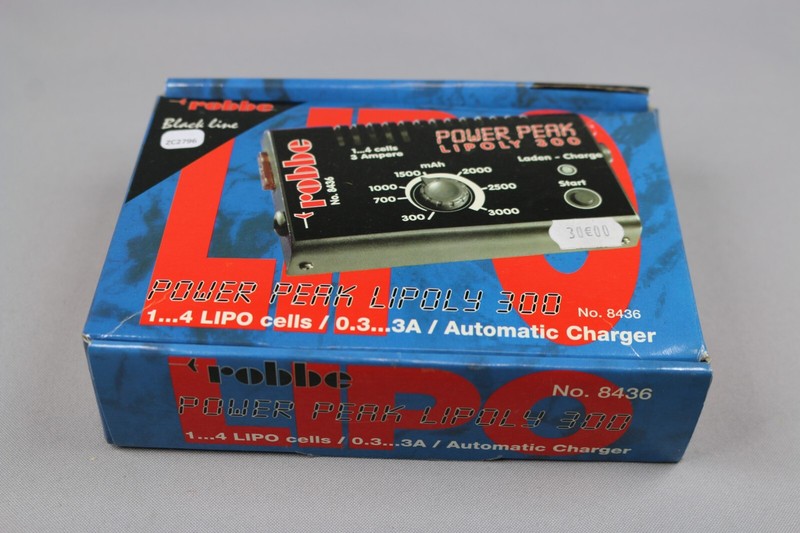 robbe
Black line
ZC2796
LIPO
robbe
No. 8436
1...4 cells
3 Ampere
POWER PEAK
LIPOLY 300
Laden - Charge
Start
mAh
300
700
1000
1500
2000
2500
3000
30€00
POWER PEAK LIPOLY 300 No. 8436
1...4 LIPO cells / 0.3...3A / Automatic Charger
robbe
No. 8436
LIPO
POWER PEAK LIPOLY 300
1...4 LIPO cells / 0.3...3A / Automatic Charger